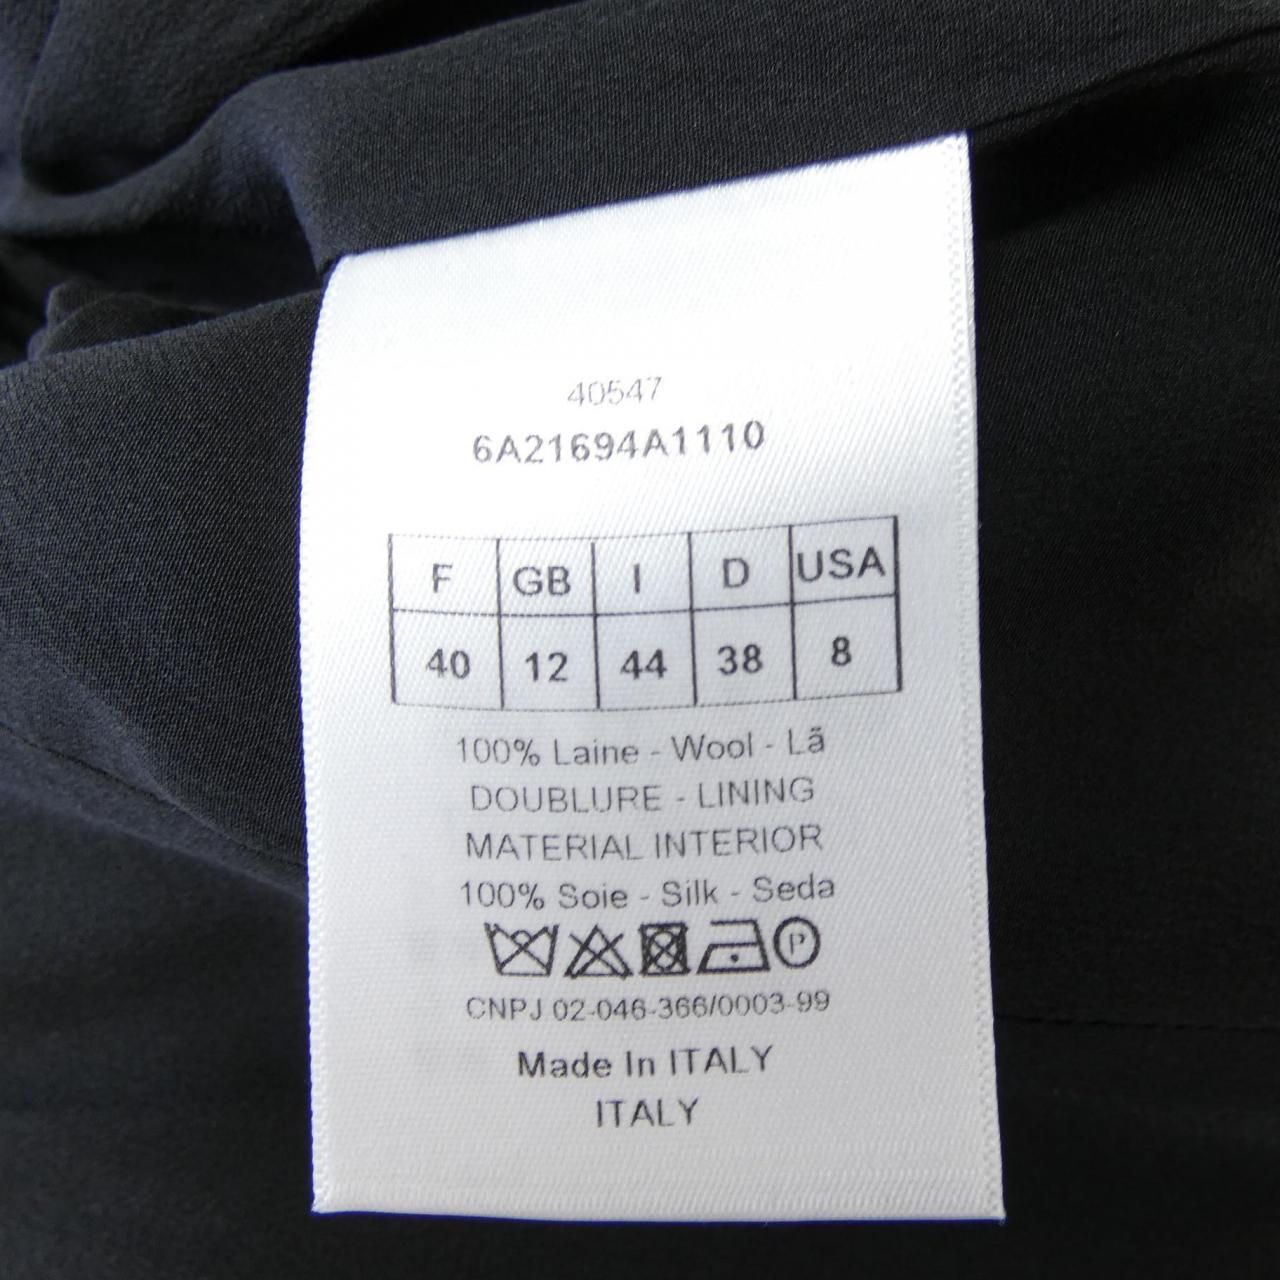 40547
6A21694A1110
F GB I D USA
40 12 44 38 8
100% Laine - Wool - Lã
DOUBLURE - LINING
MATERIAL INTERIOR
100% Soie - Silk - Seda
P
CNPJ 02-046-366/0003-99
Made In ITALY
ITALY